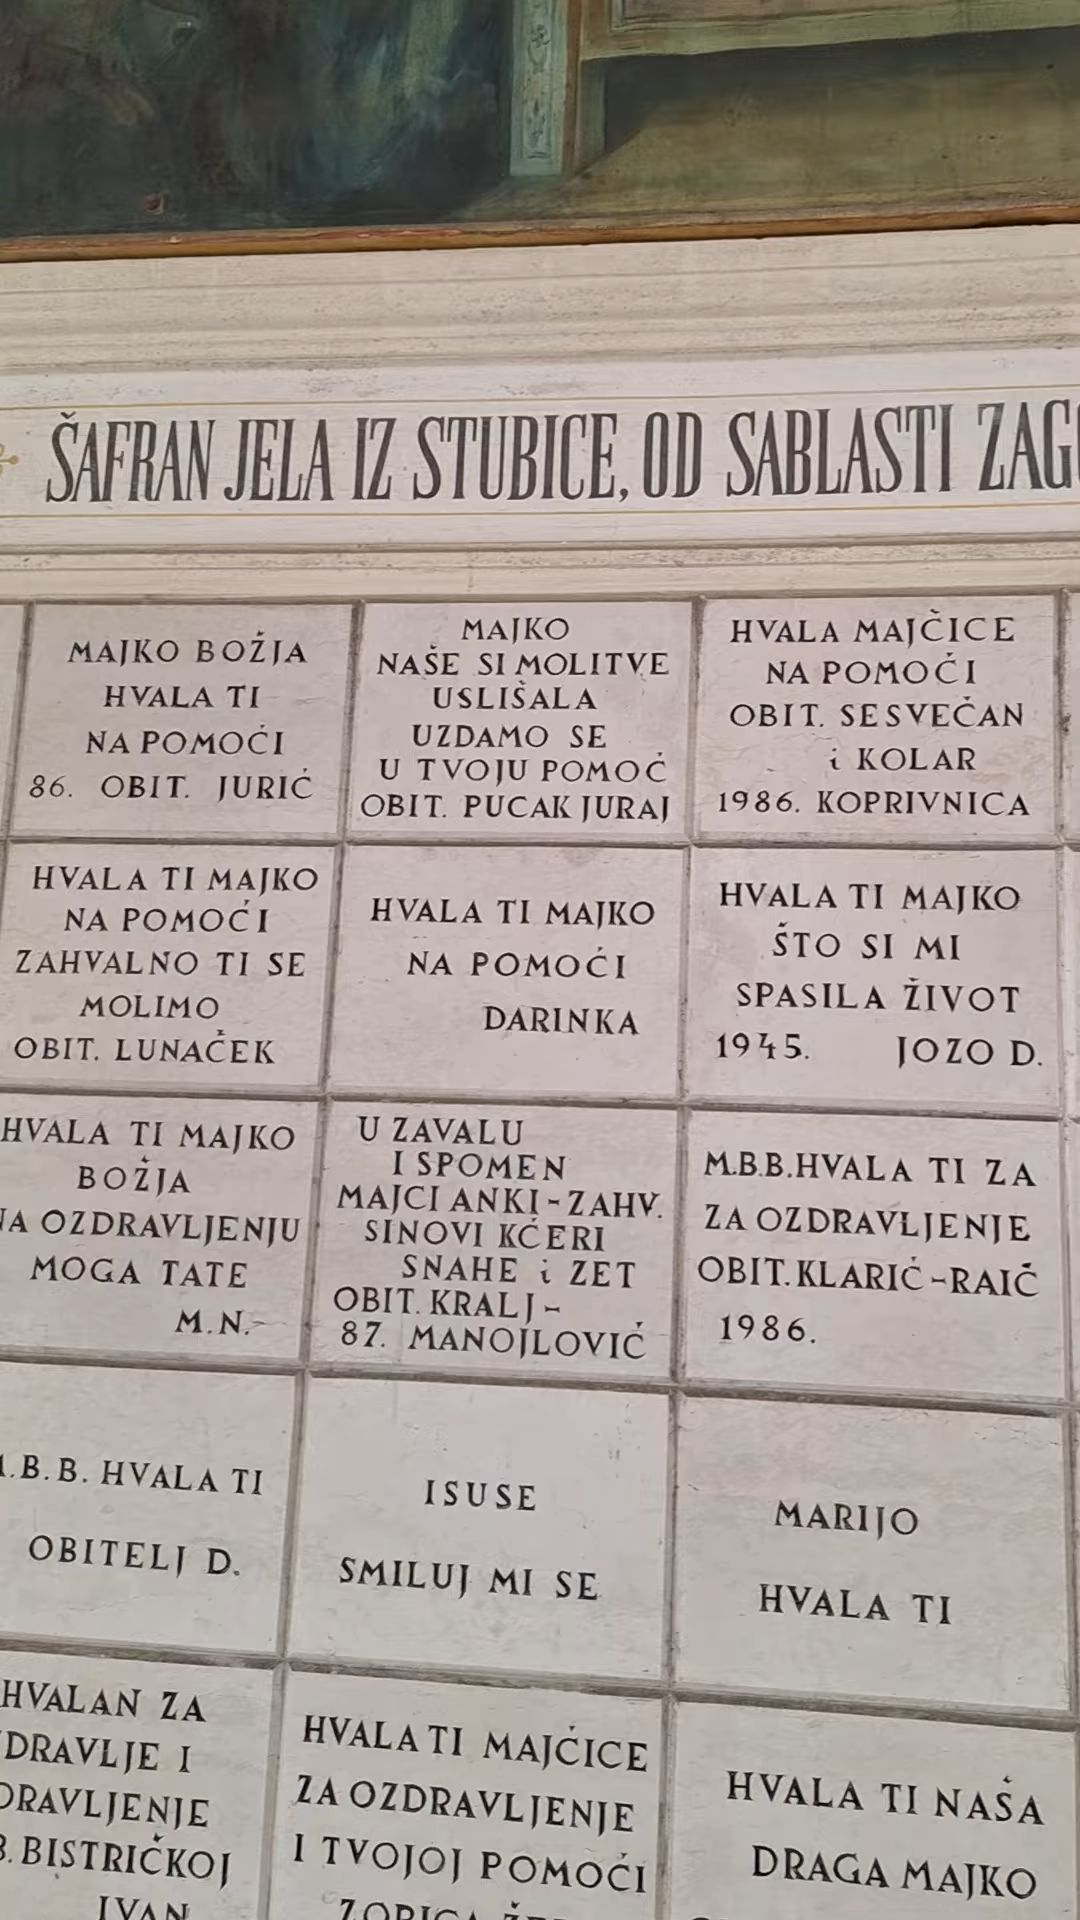 ŠAFRAN JELA IZ STUBICE, OD SABLASTI
MAJKO BOŽJA
HVALA TI
NA POMOĆI
86. OBIT. JURIĆ
MAJKO
NAŠE SI MOLITVE
USLIŠALA
UZDAMO SE
U TVOJU POMOĆ
OBIT. PUCAK JURAJ
HVALA MAJČICE
NA POMOĆI
OBIT. SESVEČAN
i KOLAR
1986. KOPRIVNICA
HVALA TI MAJKO
NA POMOĆI
ZAHVALNO TI SE
MOLIMO
OBIT. LUNAČEK
HVALA TI MAJKO
NA POMOĆI
DARINKA
HVALA TI MAJKO
ŠTO SI MI
SPASILA ŽIVOT
1945. JOZO D.
HVALA TI MAJKO
BOŽJA
NA OZDRAVLJENJU
MOGA TATE
M.N.-
U ZAVALU
I SPOMEN
MAJCI ANKI-ZAHV.
SINOVI KĆERI
SNAHE i ZET
OBIT. KRALJ-
87. MANOJLOVIĆ
M.B.B.HVALA TI ZA
ZA OZDRAVLJENJE
OBIT.KLARIĆ-RAIČ
1986.
.B.B. HVALA TI
OBITELJ D.
ISUSE
SMILUJ MI SE
MARIJO
HVALA TI
HVALAN ZA
DRAVLJE I
DRAVLJENJE
B. BISTRIČKOJ
IVAN
HVALA TI MAJĆICE
ZA OZDRAVLJENJE
I TVOJOJ POMOĆI
ZORICA
HVALA TI NAŠA
DRAGA MAJKO